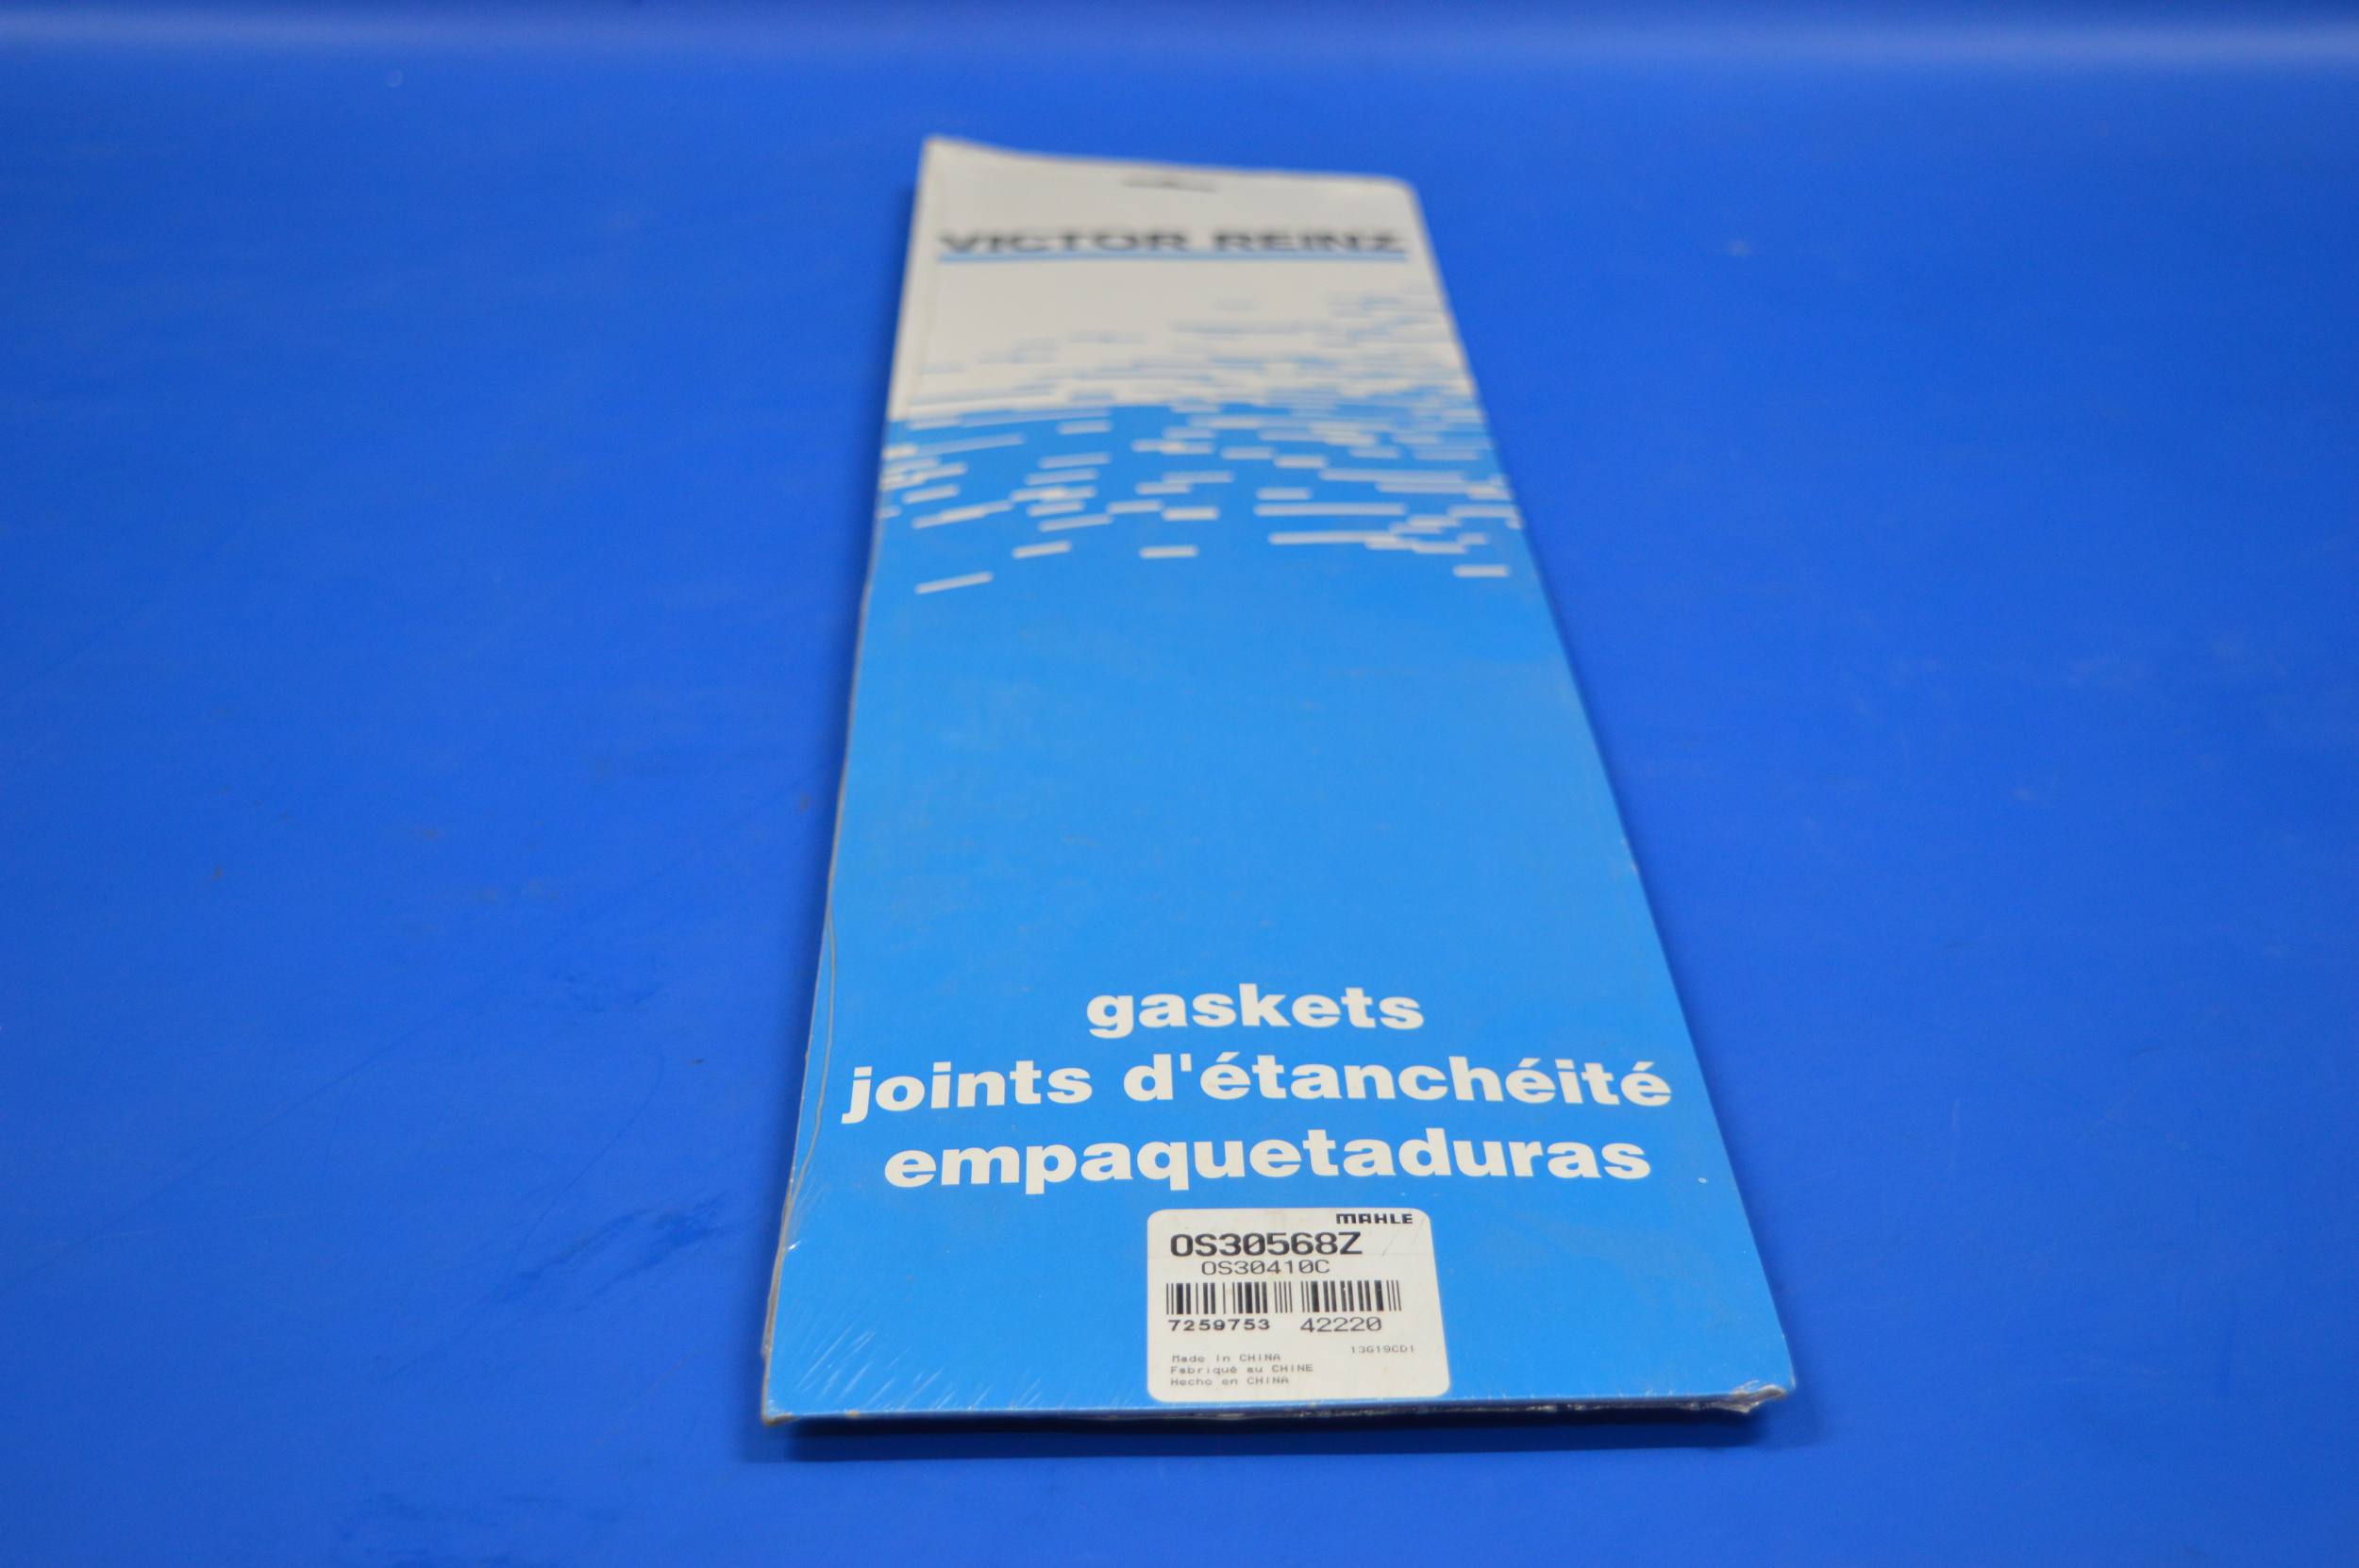 VICTOR REINZ
gaskets
joints d'étanchéité
empaquetaduras
MAHLE
OS30568Z
OS30410C
7259753 42220
13G19CD1
Made in CHINA
Fabriqué au CHINE
Hecho en CHINA